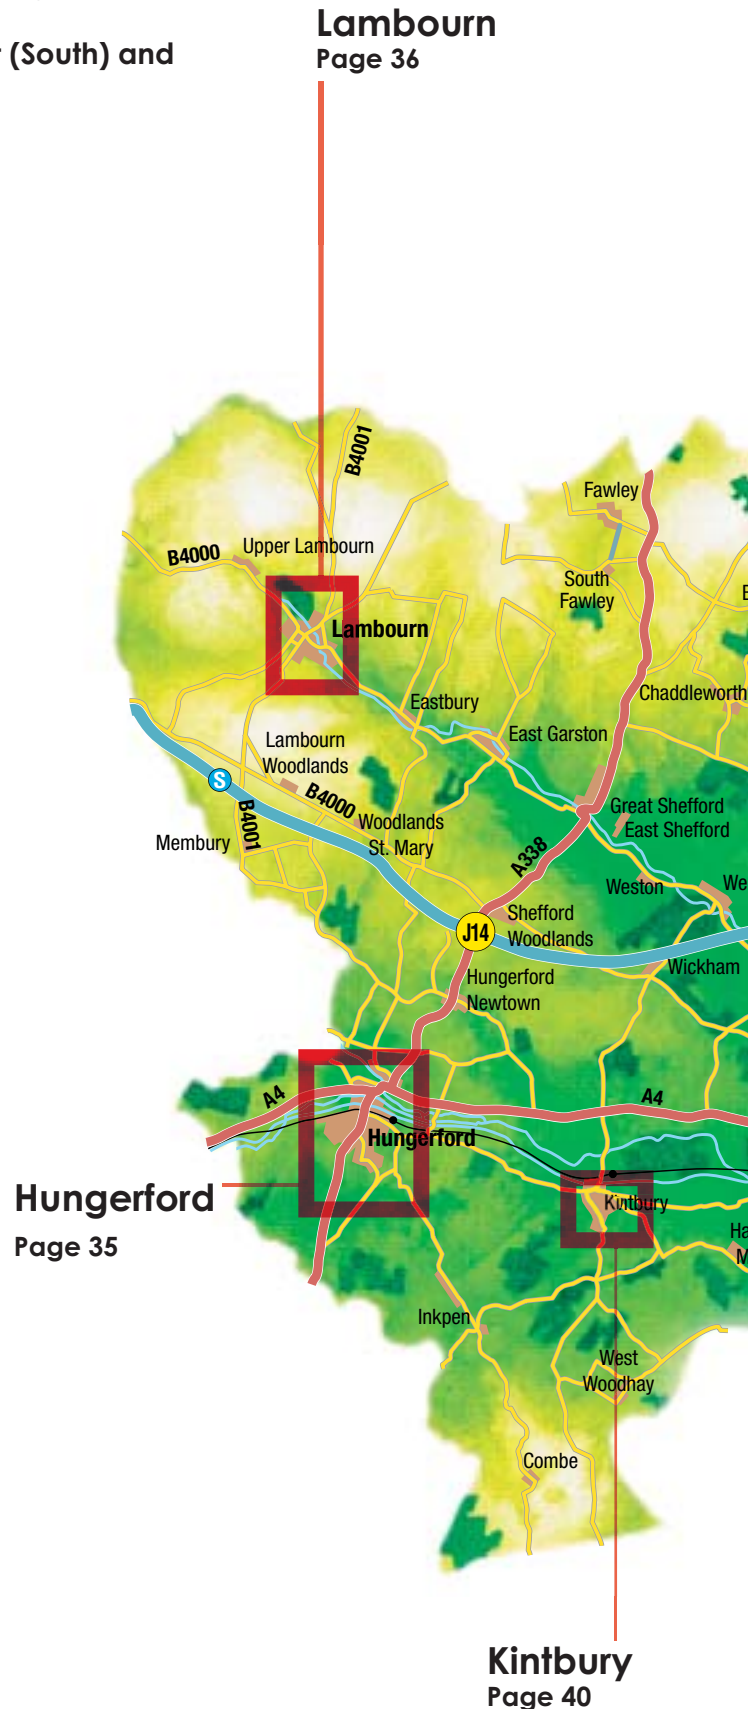 Lambourn
(South) and
Page 36
B4001
Fawley
B4000
Upper Lambourn
South
Fawley
Lambourn
Chaddleworth
Eastbury
East Garston
Lambourn
Woodlands
S
B4000
B4001
Great Shefford
East Shefford
Woodlands
St. Mary
Membury
A338
Weston
We
Shefford
Woodlands
J14
Wickham
Hungerford
Newtown
A4
A4
Hungerford
Hungerford
Page 35
Kintbury
Ha
M
Inkpen
West
Woodhay
Combe
Kintbury
Page 40